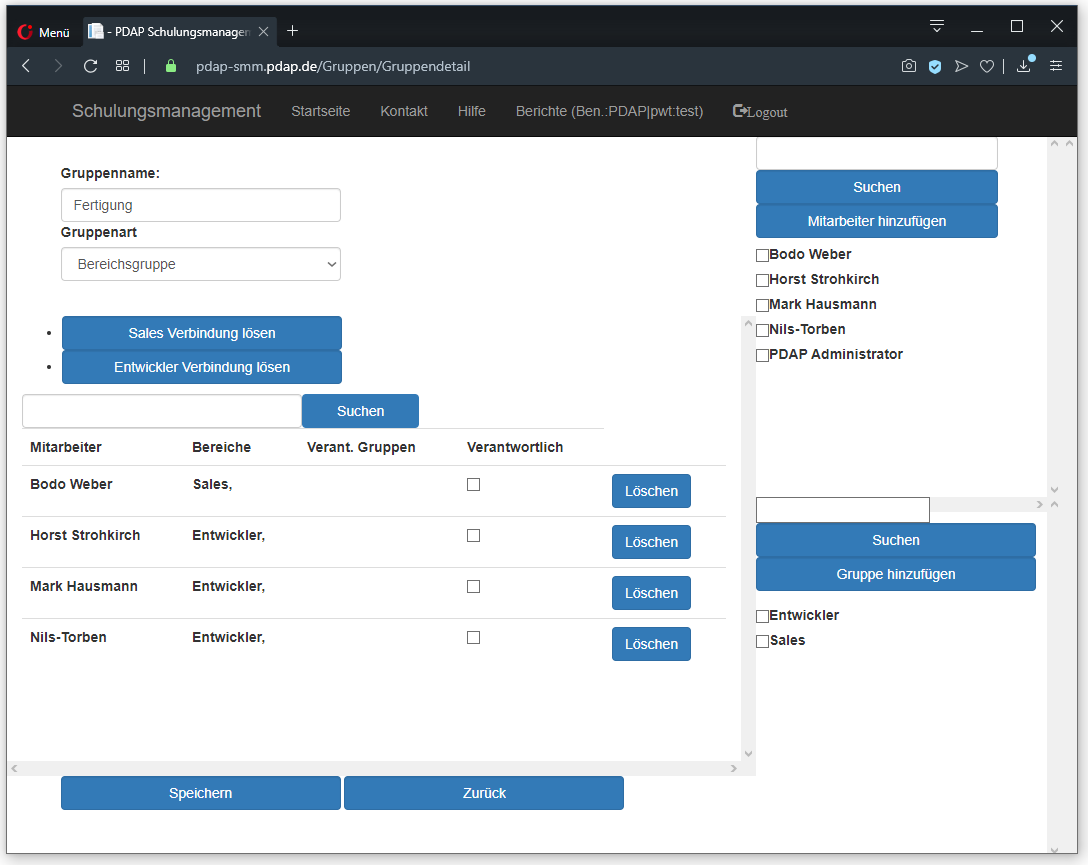 Menü
- PDAP Schulungsmanagen
pdap-smm.pdap.de/Gruppen/Gruppendetail
Schulungsmanagement Startseite Kontakt Hilfe Berichte (Ben.:PDAP|pwt:test) Logout
Gruppenname:
Fertigung
Gruppenart
Bereichsgruppe
Sales Verbindung lösen
Entwickler Verbindung lösen
Suchen
Mitarbeiter Bereiche Verant. Gruppen Verantwortlich
Bodo Weber Sales, Löschen
Horst Strohkirch Entwickler, Löschen
Mark Hausmann Entwickler, Löschen
Nils-Torben Entwickler, Löschen
Speichern Zurück
Suchen
Mitarbeiter hinzufügen
Bodo Weber
Horst Strohkirch
Mark Hausmann
Nils-Torben
PDAP Administrator
Suchen
Gruppe hinzufügen
Entwickler
Sales